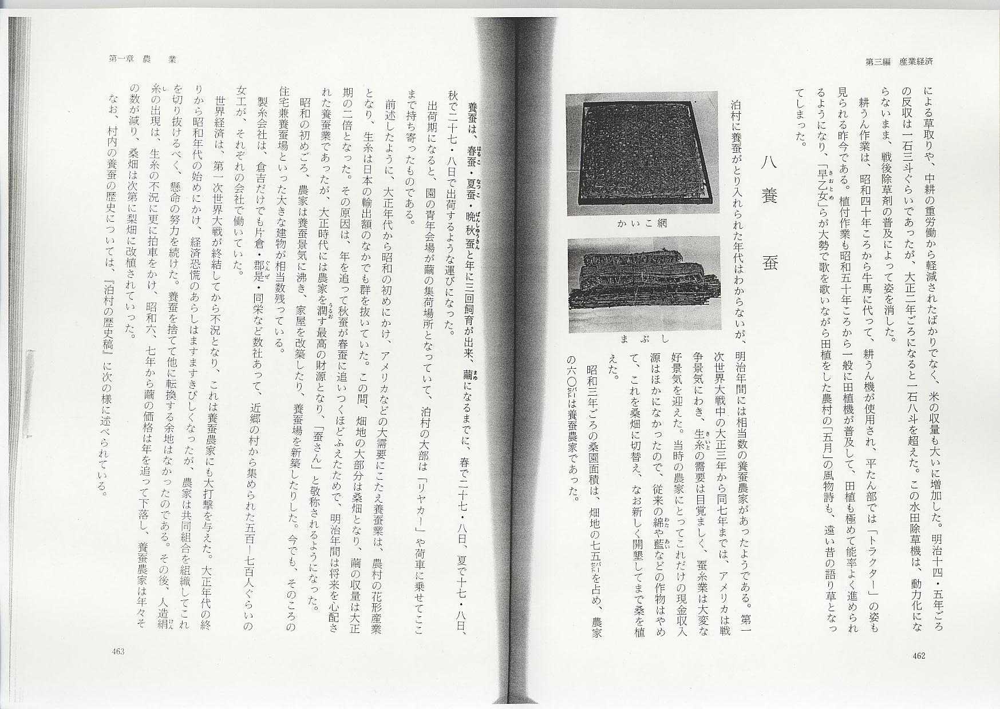 第三編　産業経済
による草取りや、中耕の重労働から軽減されたばかりでなく、米の収量も大いに増加した。明治十四・五年ごろ
の反収は一石三斗ぐらいであったが、大正二年ごろになると一石八斗を超えた。この水田除草機は、動力化にな
らないまま、戦後除草剤の普及によって姿を消した。
耕うん作業は、昭和四十年ころから牛馬に代って、耕うん機が使用され、平たん部では「トラクター」の姿も
見られる昨今である。植付作業も昭和五十年ころから一般に田植機が普及して、田植も極めて能率よく進められ
るようになり、「早乙女」らが大勢で歌を歌いながら田植をした農村の「五月」の風物詩も、遠い昔の語り草となっ
てしまった。
八　養　蚕
泊村に養蚕がとり入れられた年代はわからないが、明治年間には相当数の養蚕農家があったようである。第一
次世界大戦中の大正三年から同七年までは、アメリカは戦
争景気にわき、生糸の需要は目覚ましく、蚕糸業は大変な
好景気を迎えた。当時の農家にとってこれだけの現金収入
源はほかになかったので、従来の綿や藍などの作物はやめ
て、これを桑畑に切替え、なお新しく開墾してまで桑を植
えた。
昭和三年ごろの桑園面積は、畑地の七五㌫を占め、農家
の六〇㌫は養蚕農家であった。
かいこ網
まぶし
462
第一章　農　業
養蚕は、春蚕・夏蚕・晩秋蚕と年に三回飼育が出来、繭になるまでに、春で二十七・八日、夏で十七・八日、
秋で二十七・八日で出荷するような運びになった。
出荷期になると、園の青年会場が繭の集荷場所となっていて、泊村の大部は「リヤカー」や荷車に乗せてここ
まで持ち寄ったものである。
前述したように、大正年代から昭和の初めにかけ、アメリカなどの大需要にこたえ養蚕業は、農村の花形産業
となり、生糸は日本の輸出額のなかでも群を抜いていた。この間、畑地の大部分は桑畑となり、繭の収量は大正
期の二倍となった。その原因は、年を追って秋蚕が春蚕に追いつくほどふえたためで、明治年間は将来を心配さ
れた養蚕業であったが、大正時代には農家を潤す最高の財源となり、「蚕さん」と敬称されるようになった。
昭和の初めごろ、農家は養蚕景気に沸き、家屋を改築したり、養蚕場を新築したりした。今でも、そのころの
住宅兼養蚕場といった大きな建物が相当数残っている。
製糸会社は、倉吉だけでも片倉・郡是・同栄など数社あって、近郷の村から集められた五百―七百人ぐらいの
女工が、それぞれの会社で働いていた。
世界経済は、第一次世界大戦が終結してから不況となり、これは養蚕農家にも大打撃を与えた。大正年代の終
りから昭和年代の始めにかけ、経済恐慌のあらしはますますきびしくなったが、農家は共同組合を組織してこれ
を切り抜けるべく、懸命の努力を続けた。養蚕を捨てて他に転換する余地はなかったのである。その後、人造絹
糸の出現は、生糸の不況に更に拍車をかけ、昭和六、七年から繭の価格は年を追って下落し、養蚕農家は年々そ
の数が減り、桑畑は次第に梨畑に改植されていった。
なお、村内の養蚕の歴史については、『泊村の歴史稿』に次の様に述べられている。
463